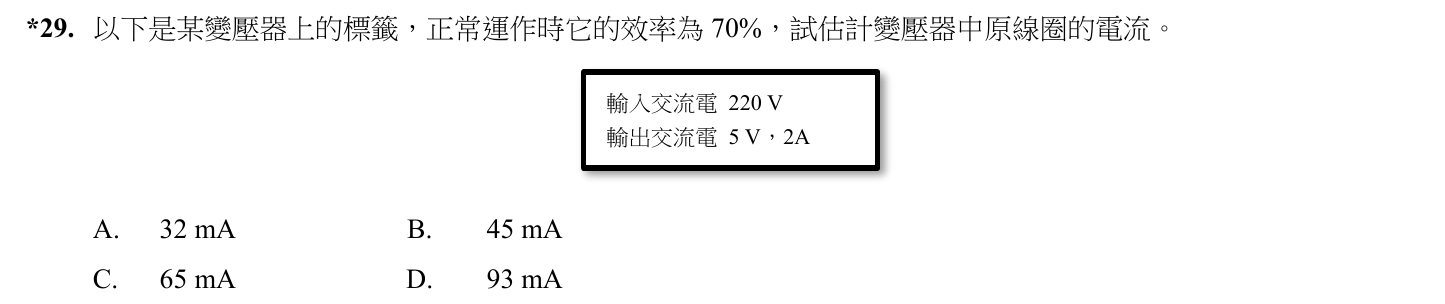 *29. 以下是某變壓器上的標籤，正常運作時它的效率為 70%，試估計變壓器中原線圈的電流。
輸入交流電 220 V
輸出交流電 5 V，2A
A. 32 mA B. 45 mA
C. 65 mA D. 93 mA